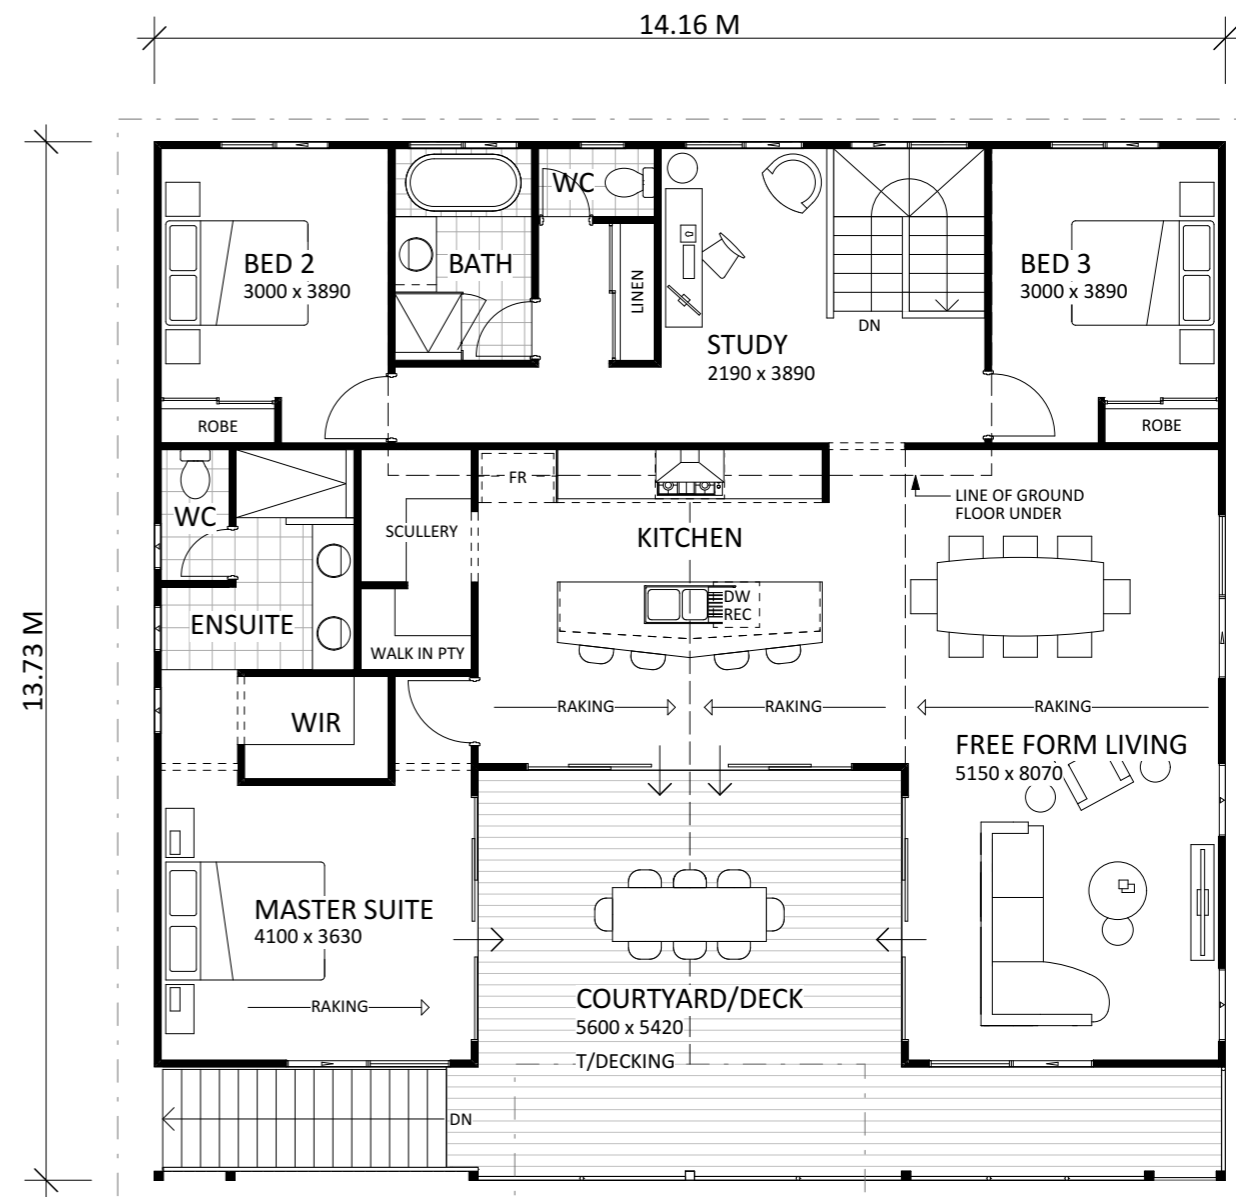 14.16 M
13.73 M
WC
BED 2
3000 x 3890
BATH
LINEN
BED 3
3000 x 3890
DN
STUDY
2190 x 3890
ROBE
ROBE
FR
WC
SCULLERY
LINE OF GROUND
FLOOR UNDER
KITCHEN
DW
REC
ENSUITE
WALK IN PTY
RAKING
RAKING
RAKING
WIR
FREE FORM LIVING
5150 x 8070
MASTER SUITE
4100 x 3630
RAKING
COURTYARD/DECK
5600 x 5420
T/DECKING
DN